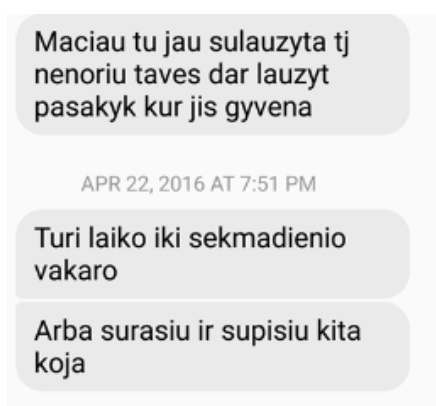 Maciau tu jau sulauzyta tj
nenoriu taves dar lauzyt
pasakyk kur jis gyvena
APR 22, 2016 AT 7:51 PM
Turi laiko iki sekmadienio
vakaro
Arba surasiu ir supisiu kita
koja